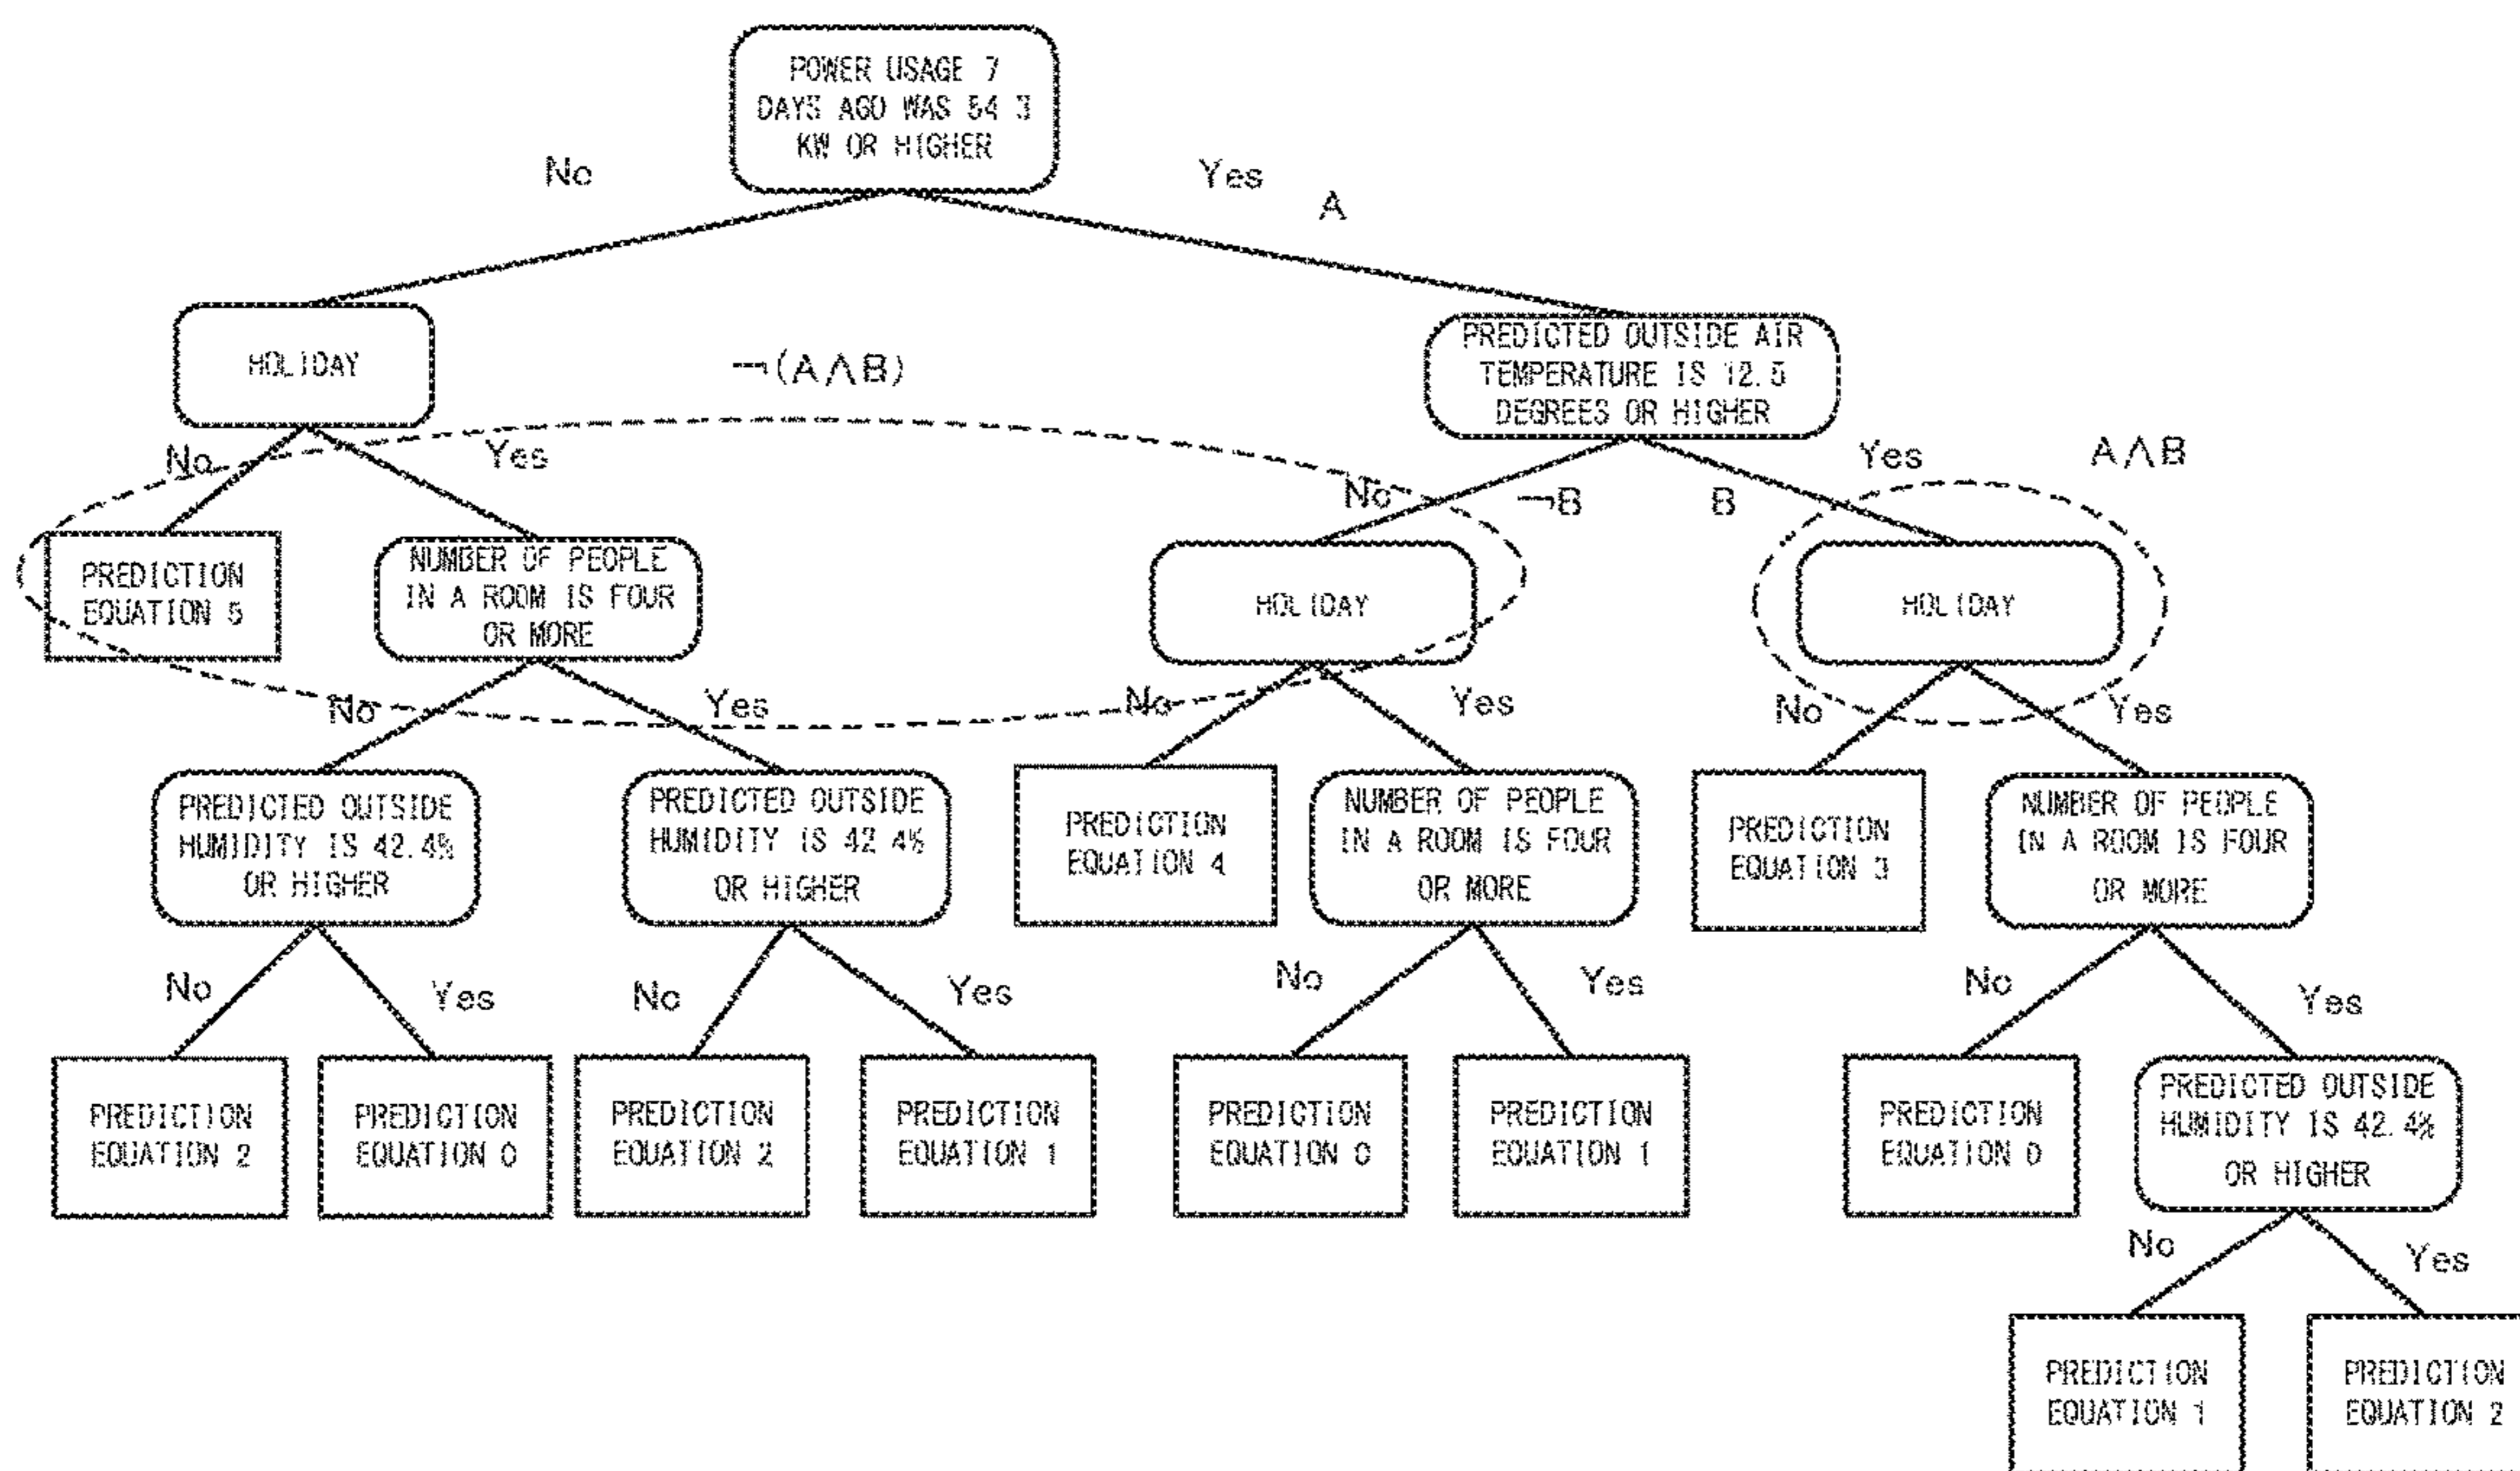 POWER USAGE 7
DAYS AGO WAS 54 3
KW OR HIGHER
No
Yes
A
HOLIDAY
¬(A∧B)
PREDICTED OUTSIDE AIR
TEMPERATURE IS 12.5
DEGREES OR HIGHER
No
Yes
No
¬B
B
Yes
A∧B
PREDICTION
EQUATION 5
NUMBER OF PEOPLE
IN A ROOM IS FOUR
OR MORE
HOLIDAY
HOLIDAY
No
Yes
No
Yes
No
Yes
PREDICTED OUTSIDE
HUMIDITY IS 42.4%
OR HIGHER
PREDICTED OUTSIDE
HUMIDITY IS 42 4%
OR HIGHER
PREDICTION
EQUATION 4
NUMBER OF PEOPLE
IN A ROOM IS FOUR
OR MORE
PREDICTION
EQUATION 3
NUMBER OF PEOPLE
IN A ROOM IS FOUR
OR MORE
No
Yes
No
Yes
No
Yes
No
Yes
PREDICTION
EQUATION 2
PREDICTION
EQUATION 0
PREDICTION
EQUATION 2
PREDICTION
EQUATION 1
PREDICTION
EQUATION 0
PREDICTION
EQUATION 1
PREDICTION
EQUATION 0
PREDICTED OUTSIDE
HUMIDITY IS 42.4%
OR HIGHER
No
Yes
PREDICTION
EQUATION 1
PREDICTION
EQUATION 2